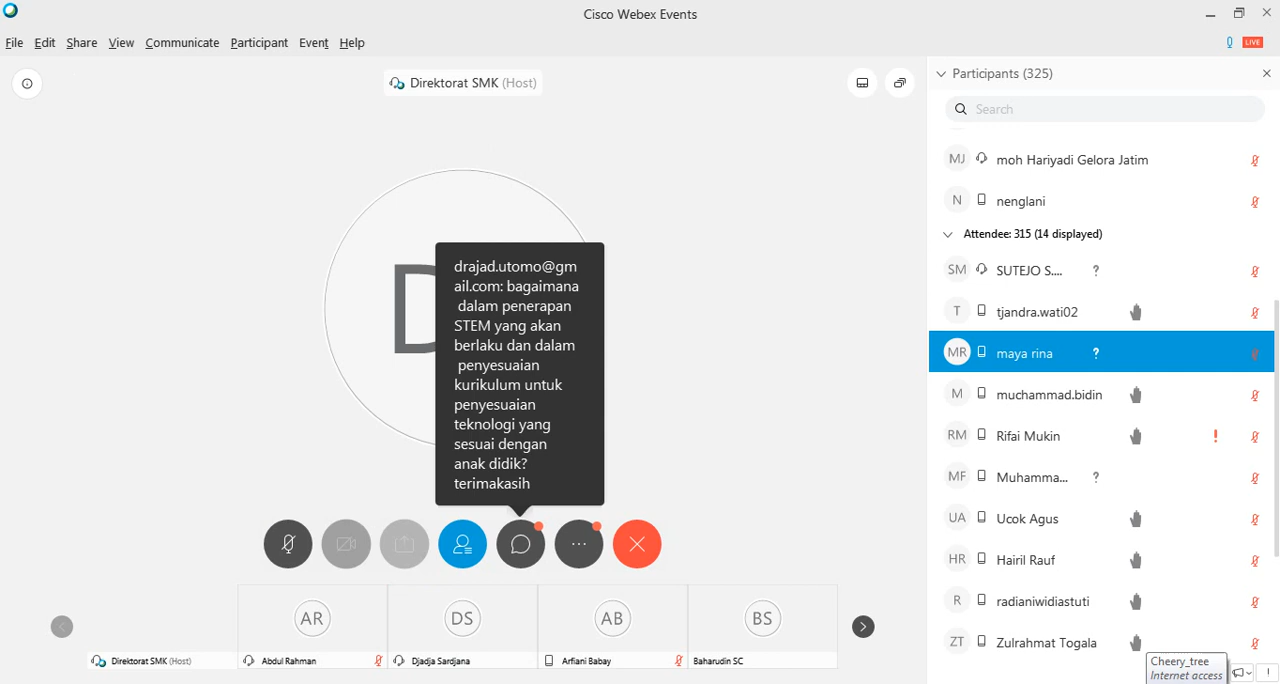 Cisco Webex Events
File Edit Share View Communicate Participant Event Help
LIVE
Direktorat SMK (Host)
Participants (325)
Search
MJ moh Hariyadi Gelora Jatim
N nenglani
Attendee: 315 (14 displayed)
SM SUTEJO S.... ?
T tjandra.wati02
MR maya rina ?
M muchammad.bidin
RM Rifai Mukin !
MF Muhamma... ?
UA Ucok Agus
HR Hairil Rauf
R radianiwidiastuti
ZT Zulrahmat Togala
D
drajad.utomo@gm
ail.com: bagaimana
dalam penerapan
STEM yang akan
berlaku dan dalam
penyesuaian
kurikulum untuk
penyesuaian
teknologi yang
sesuai dengan
anak didik?
terimakasih
AR
DS
AB
BS
Direktorat SMK (Host)
Abdul Rahman
Djadja Sardjana
Arfiani Babay
Baharudin SC
Cheery_tree
Internet access
!